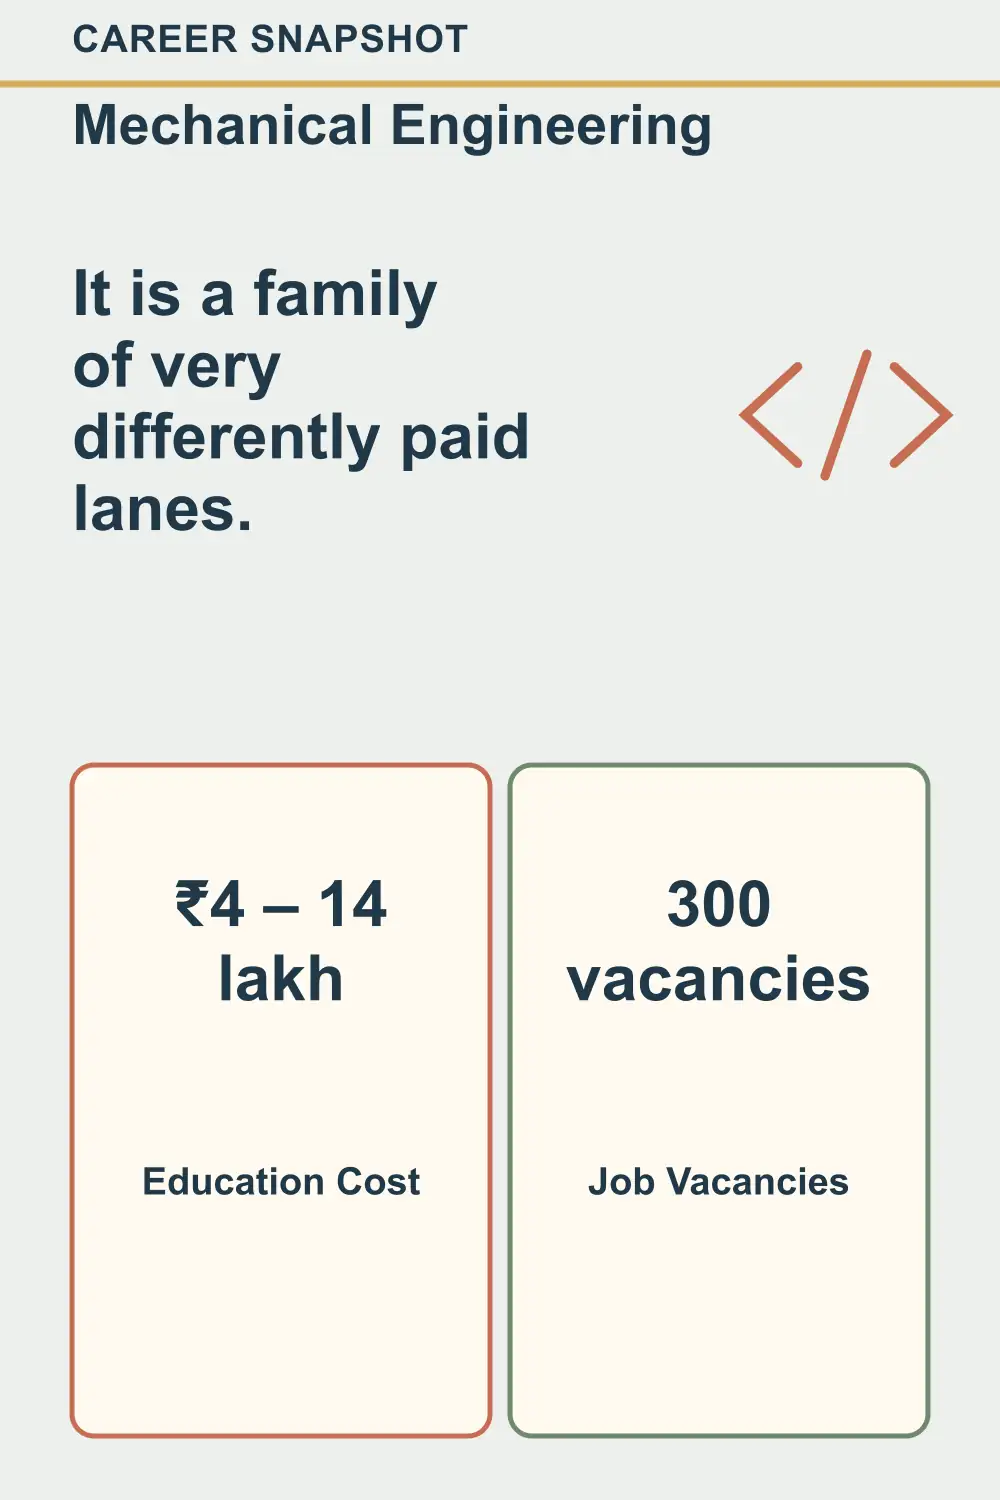 CAREER SNAPSHOT
Mechanical Engineering
It is a family
of very
differently paid
lanes.
₹4 – 14
lakh
Education Cost
300
vacancies
Job Vacancies